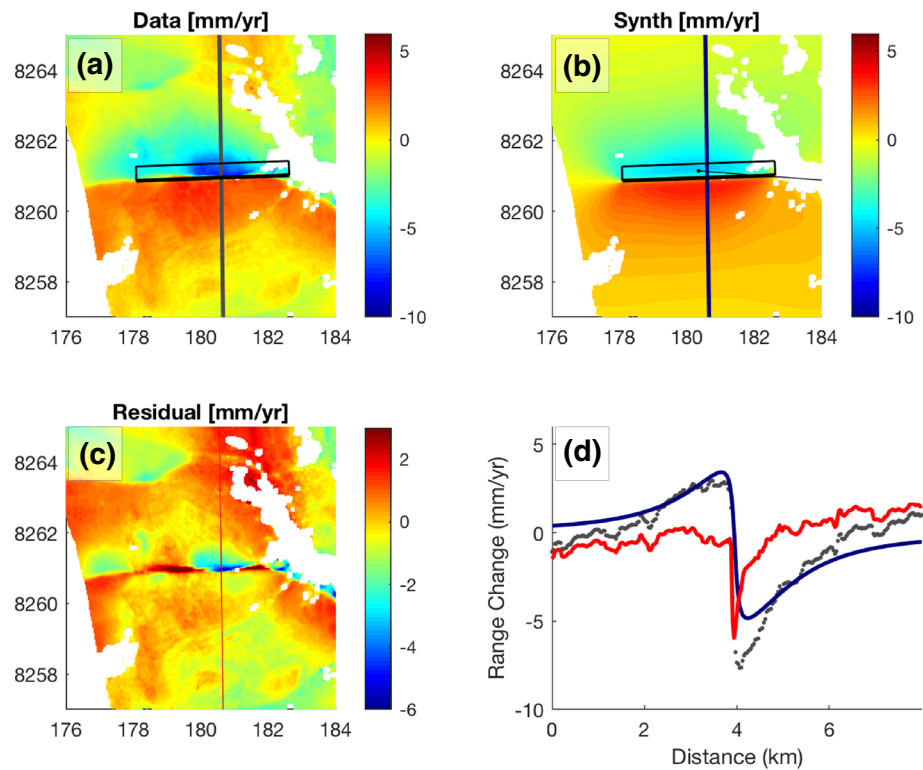 Data [mm/yr]
(a)
8264
8262
8260
8258
176 178 180 182 184
5
0
-5
-10
Synth [mm/yr]
(b)
8264
8262
8260
8258
176 178 180 182 184
5
0
-5
-10
Residual [mm/yr]
(c)
8264
8262
8260
8258
176 178 180 182 184
2
0
-2
-4
-6
(d)
Range Change (mm/yr)
5
0
-5
-10
0 2 4 6
Distance (km)